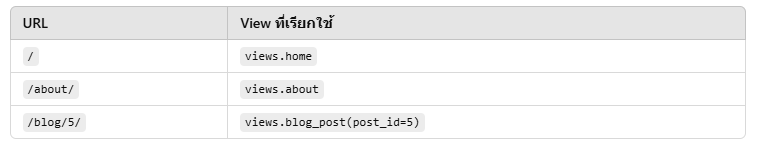 URL View ที่เรียกใช้
/ views.home
/about/ views.about
/blog/5/ views.blog_post(post_id=5)